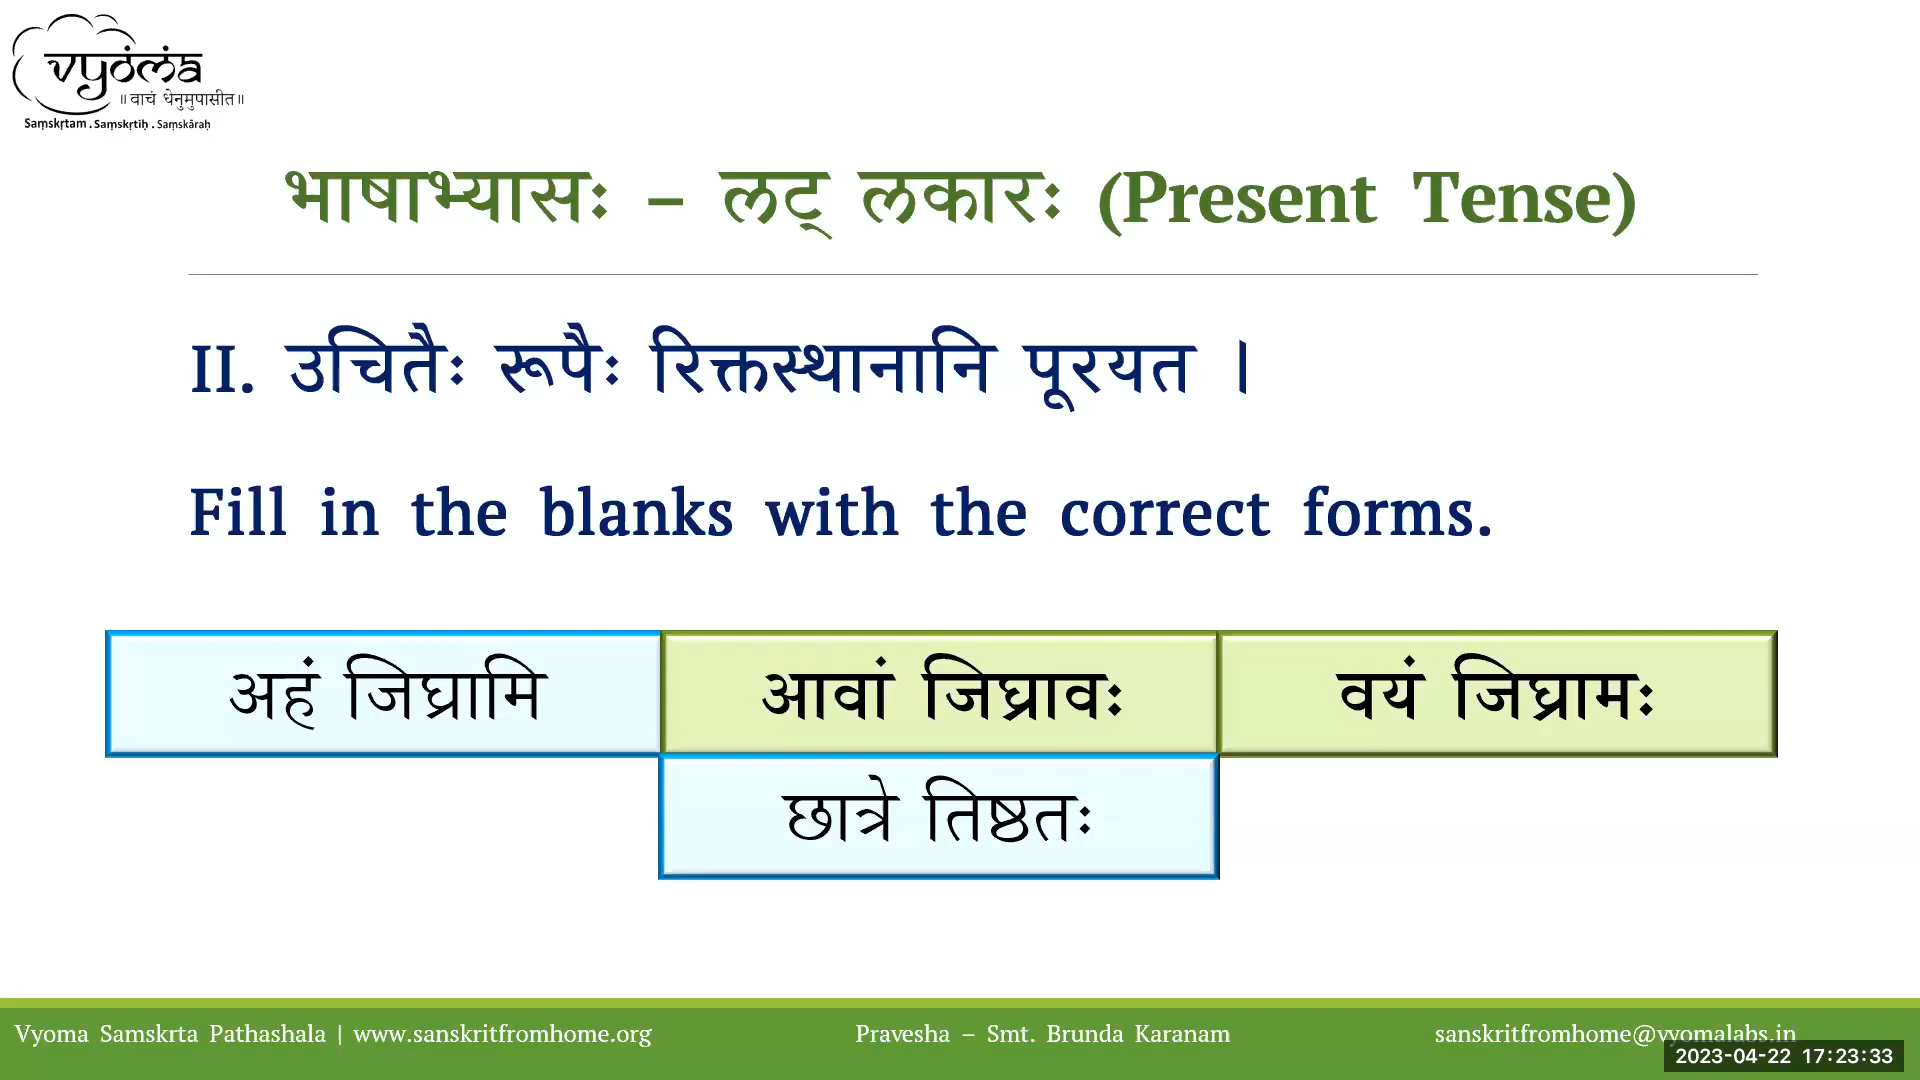 vyoma
॥ वाचं धेनुमुपासीत॥
Saṃskṛtam . Saṃskṛtiḥ . Saṃskāraḥ
भाषाभ्यासः – लट् लकारः (Present Tense)
II. उचितैः रूपैः रिक्तस्थानानि पूरयत ।
Fill in the blanks with the correct forms.
अहं जिघ्रामि आवां जिघ्रावः वयं जिघ्रामः
छात्रे तिष्ठतः
Vyoma Samskrta Pathashala | www.sanskritfromhome.org Pravesha – Smt. Brunda Karanam sanskritfromhome@vyomalabs.in
2023-04-22 17:23:33